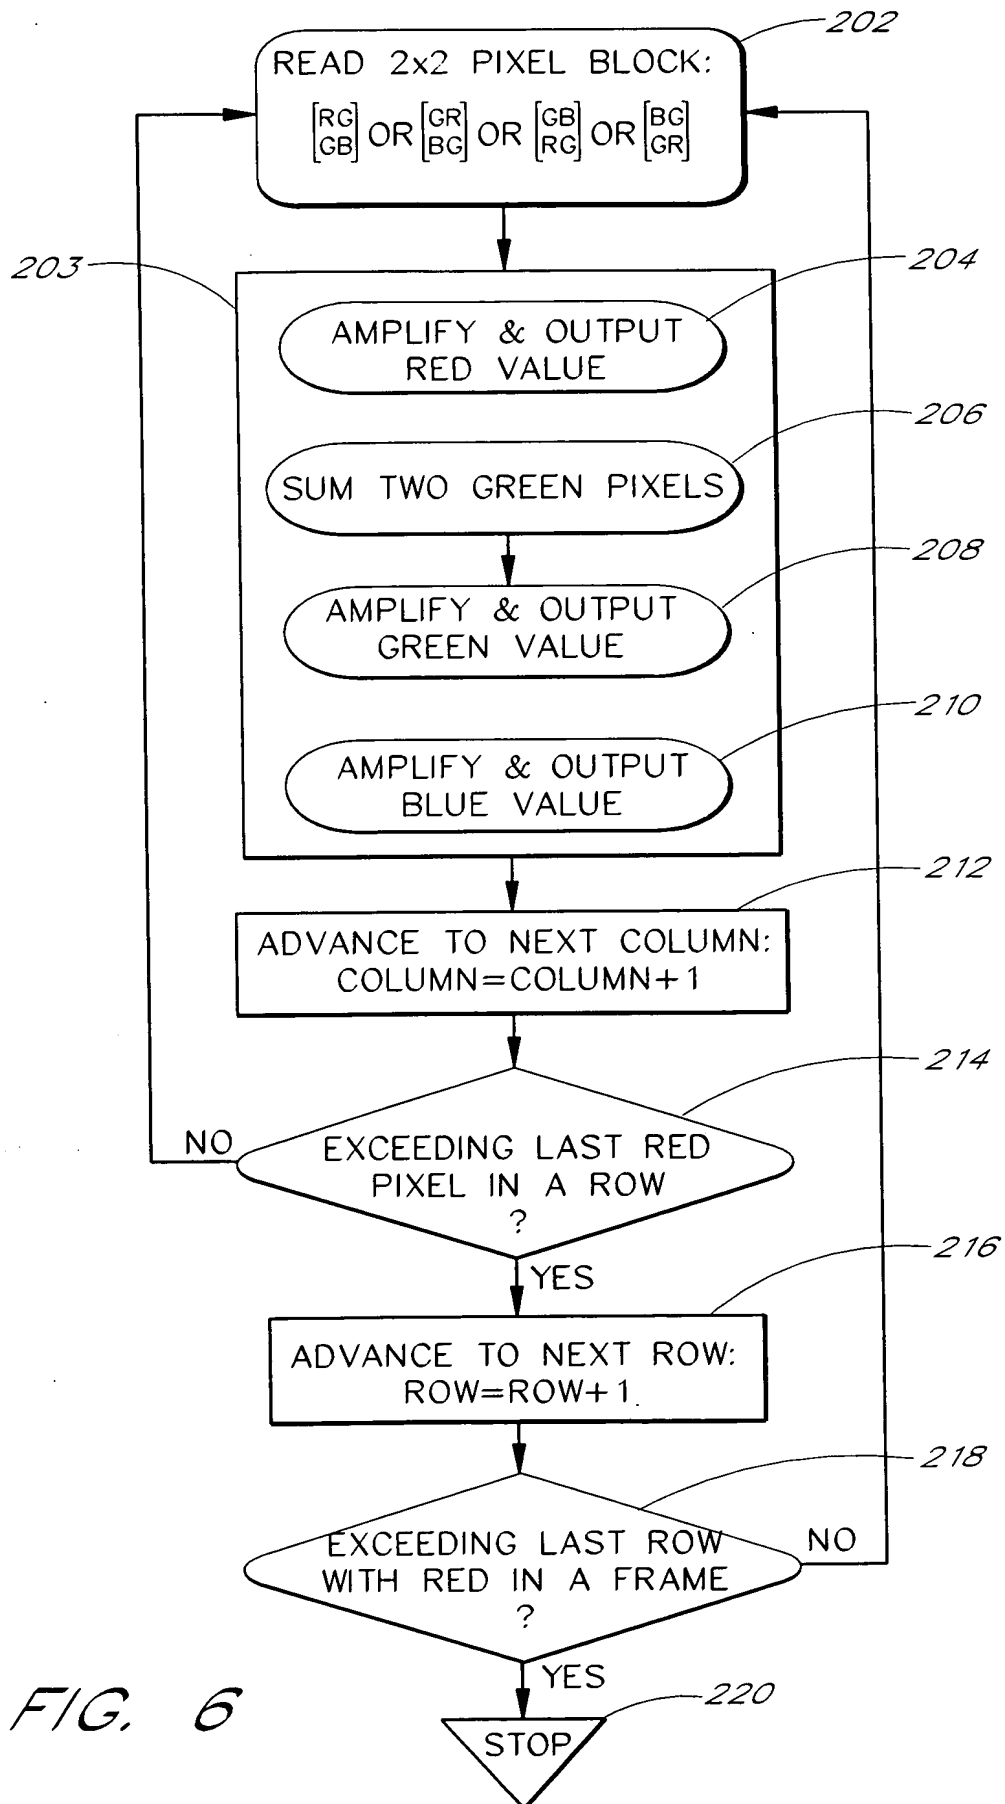 202
READ 2x2 PIXEL BLOCK:
[RG GB] OR [GR BG] OR [GB RG] OR [BG GR]
203
204
AMPLIFY & OUTPUT
RED VALUE
206
SUM TWO GREEN PIXELS
208
AMPLIFY & OUTPUT
GREEN VALUE
210
AMPLIFY & OUTPUT
BLUE VALUE
212
ADVANCE TO NEXT COLUMN:
COLUMN=COLUMN+1
214
NO
EXCEEDING LAST RED
PIXEL IN A ROW
?
YES
216
ADVANCE TO NEXT ROW:
ROW=ROW+1
218
EXCEEDING LAST ROW
WITH RED IN A FRAME
?
NO
YES
220
STOP
FIG. 6